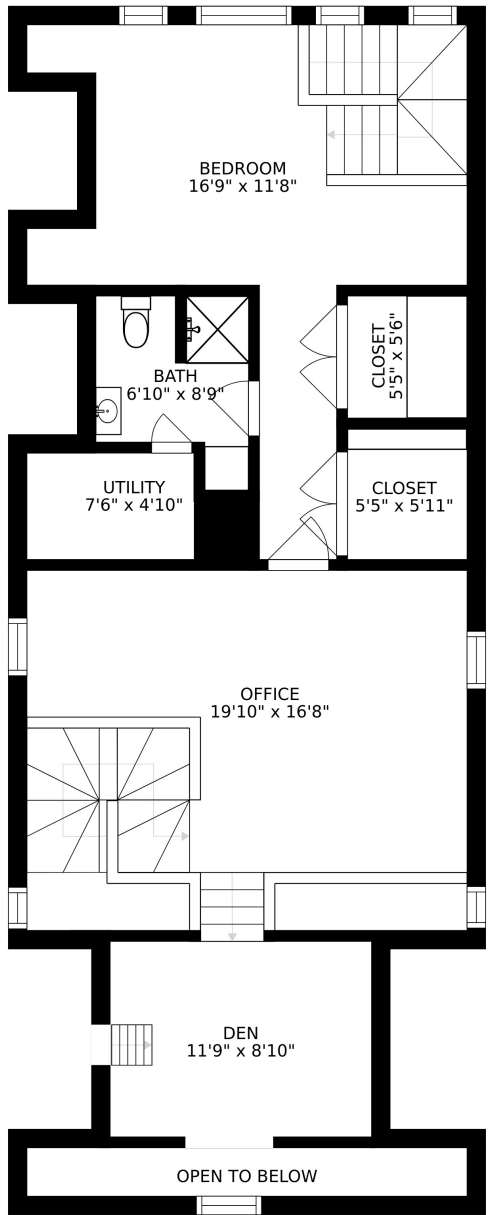 BEDROOM
16'9" x 11'8"
CLOSET
5'5" x 5'6"
BATH
6'10" x 8'9"
UTILITY
7'6" x 4'10"
CLOSET
5'5" x 5'11"
OFFICE
19'10" x 16'8"
DEN
11'9" x 8'10"
OPEN TO BELOW